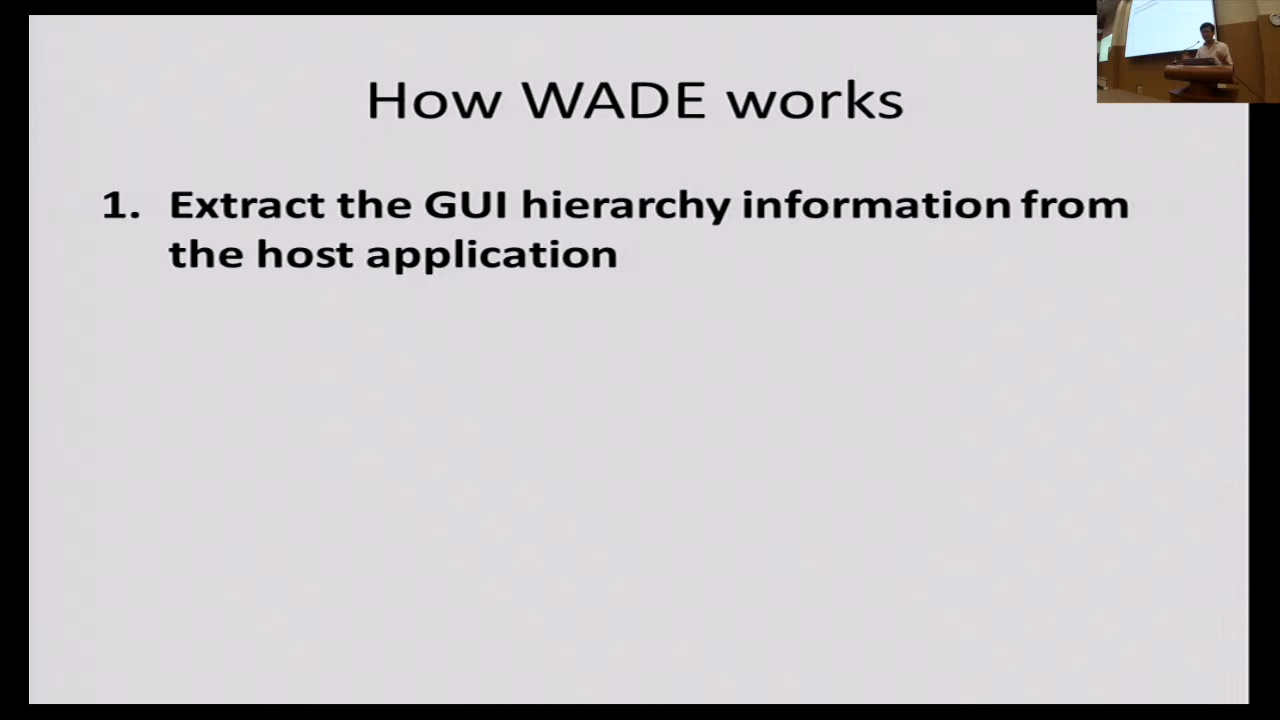 How WADE works
1. Extract the GUI hierarchy information from
the host application